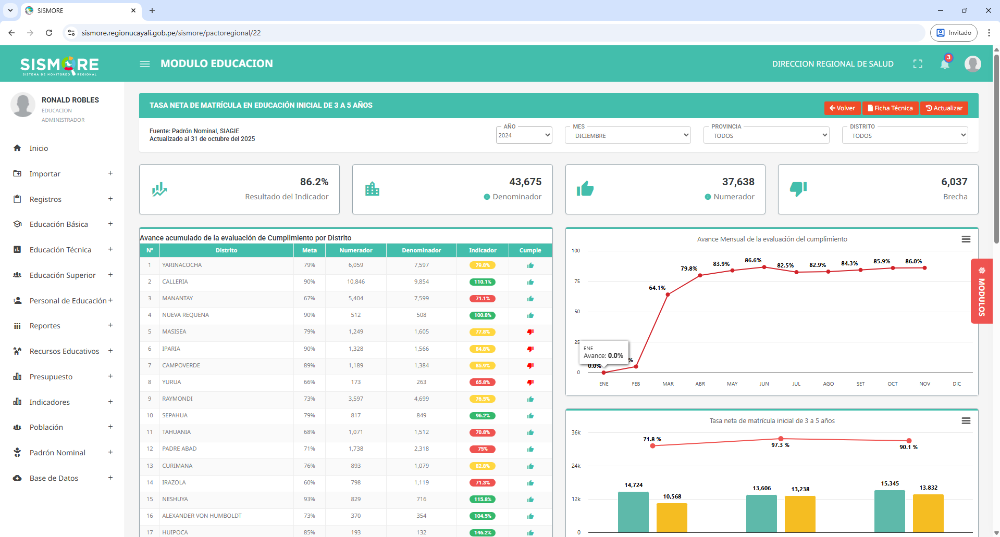 SISMORE
sismore.regionucayali.gob.pe/sismore/pactoregional/22
Invitado
SISMORE
SISTEMA DE MONITOREO REGIONAL
MODULO EDUCACION
DIRECCION REGIONAL DE SALUD
3
RONALD ROBLES
EDUCACION
ADMINISTRADOR
Inicio
Importar +
Registros +
Educación Básica +
Educación Técnica +
Educación Superior +
Personal de Educación +
Reportes +
Recursos Educativos +
Presupuesto +
Indicadores +
Población +
Padrón Nominal +
Base de Datos +
TASA NETA DE MATRÍCULA EN EDUCACIÓN INICIAL DE 3 A 5 AÑOS
Volver
Ficha Técnica
Actualizar
Fuente: Padrón Nominal, SIAGIE
Actualizado al 31 de octubre del 2025
AÑO
2024
MES
DICIEMBRE
PROVINCIA
TODOS
DISTRITO
TODOS
86.2%
Resultado del Indicador
43,675
Denominador
37,638
Numerador
6,037
Brecha
Avance acumulado de la evaluación de Cumplimiento por Distrito
N° Distrito Meta Numerador Denominador Indicador Cumple
1 YARINACOCHA 79% 6,059 7,597 79.8%
2 CALLERIA 90% 10,846 9,854 110.1%
3 MANANTAY 67% 5,404 7,599 71.1%
4 NUEVA REQUENA 90% 512 508 100.8%
5 MASISEA 79% 1,249 1,605 77.8%
6 IPARIA 90% 1,328 1,566 84.8%
7 CAMPOVERDE 89% 1,189 1,384 85.9%
8 YURUA 66% 173 263 65.8%
9 RAYMONDI 73% 3,597 4,699 76.5%
10 SEPAHUA 79% 817 849 96.2%
11 TAHUANIA 68% 1,071 1,512 70.8%
12 PADRE ABAD 71% 1,738 2,318 75%
13 CURIMANA 76% 893 1,079 82.8%
14 IRAZOLA 60% 798 1,119 71.3%
15 NESHUYA 93% 829 716 115.8%
16 ALEXANDER VON HUMBOLDT 73% 370 354 104.5%
17 HUIPOCA 85% 193 132 146.2%
Avance Mensual de la evaluación del cumplimiento
100
75
50
25
0
0.0%
%
64.1%
79.8%
83.9%
86.6%
82.5%
82.9%
84.3%
85.9%
86.0%
ENE
Avance: 0.0%
ENE FEB MAR ABR MAY JUN JUL AGO SET OCT NOV DIC
MODULOS
Tasa neta de matrícula inicial de 3 a 5 años
36k
24k
12k
0
71.8 %
97.3 %
90.1 %
14,724
10,568
13,606
13,238
15,345
13,832